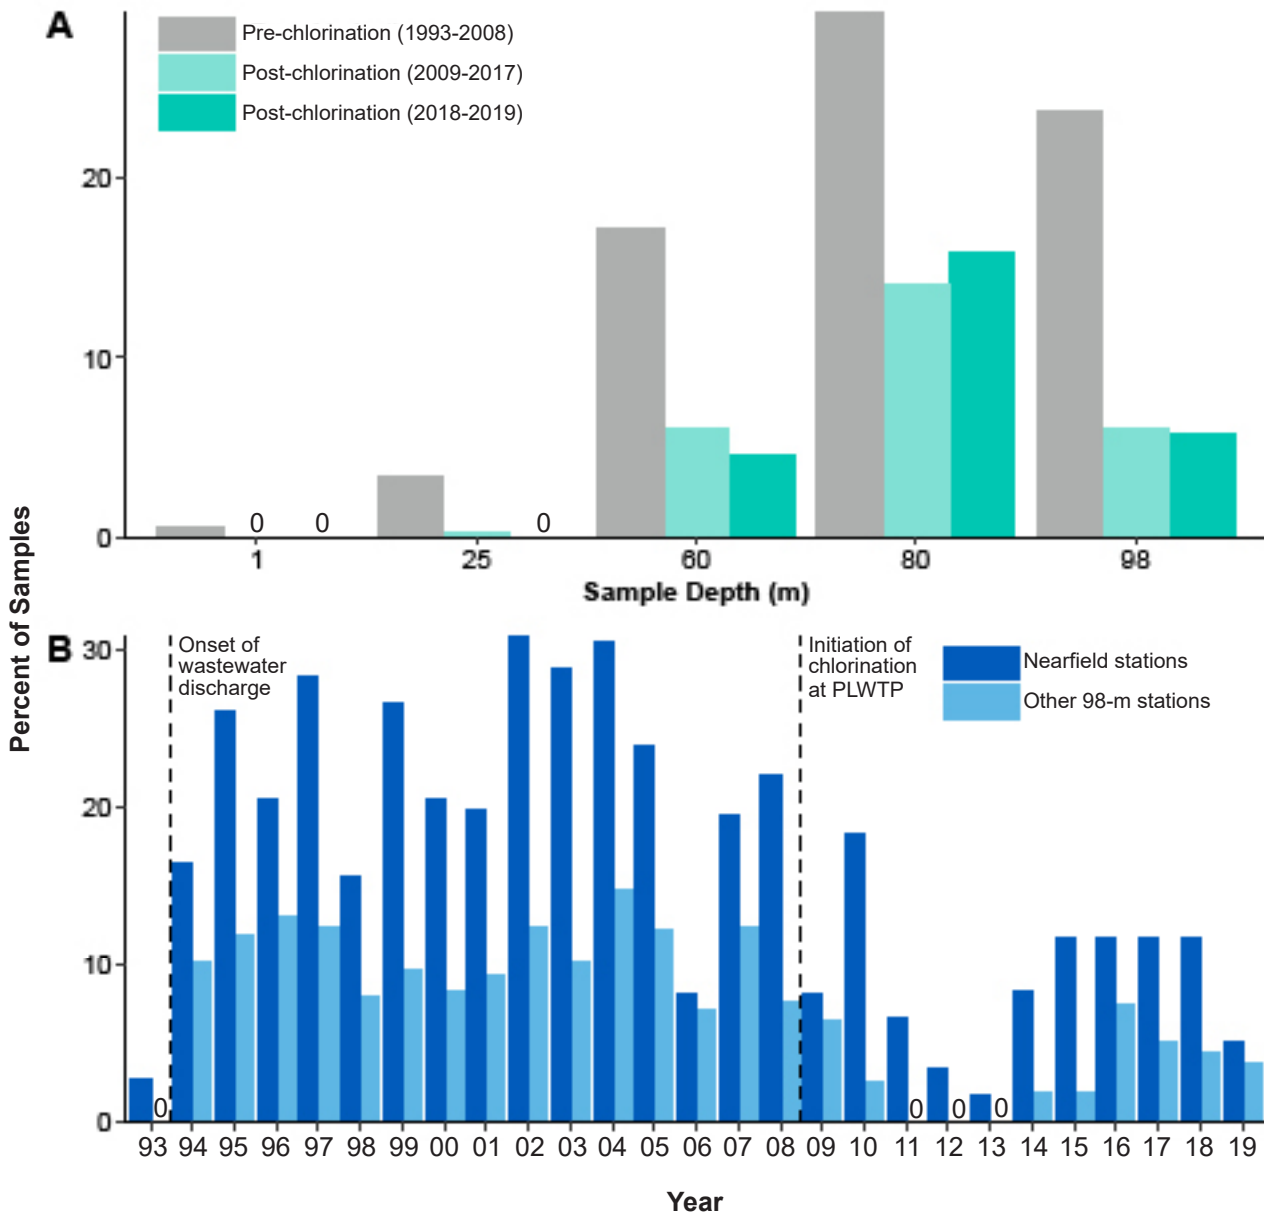 A
Pre-chlorination (1993-2008)
Post-chlorination (2009-2017)
Post-chlorination (2018-2019)
20
10
0
0
0
0
1
25
60
80
98
Sample Depth (m)
Percent of Samples
B
30
20
10
0
Onset of
wastewater
discharge
Initiation of
chlorination
at PLWTP
Nearfield stations
Other 98-m stations
0
0
0
0
93 94 95 96 97 98 99 00 01 02 03 04 05 06 07 08 09 10 11 12 13 14 15 16 17 18 19
Year